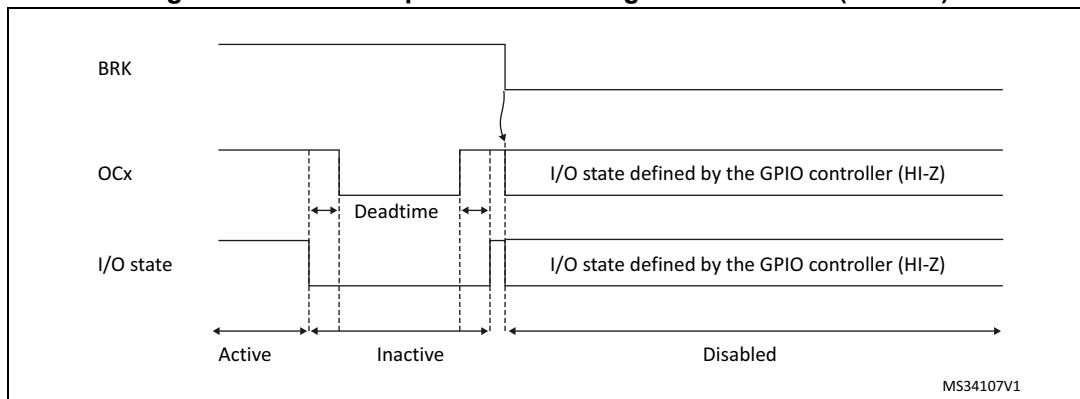 BRK
OCx
I/O state defined by the GPIO controller (HI-Z)
Deadtime
I/O state
I/O state defined by the GPIO controller (HI-Z)
Active
Inactive
Disabled
MS34107V1